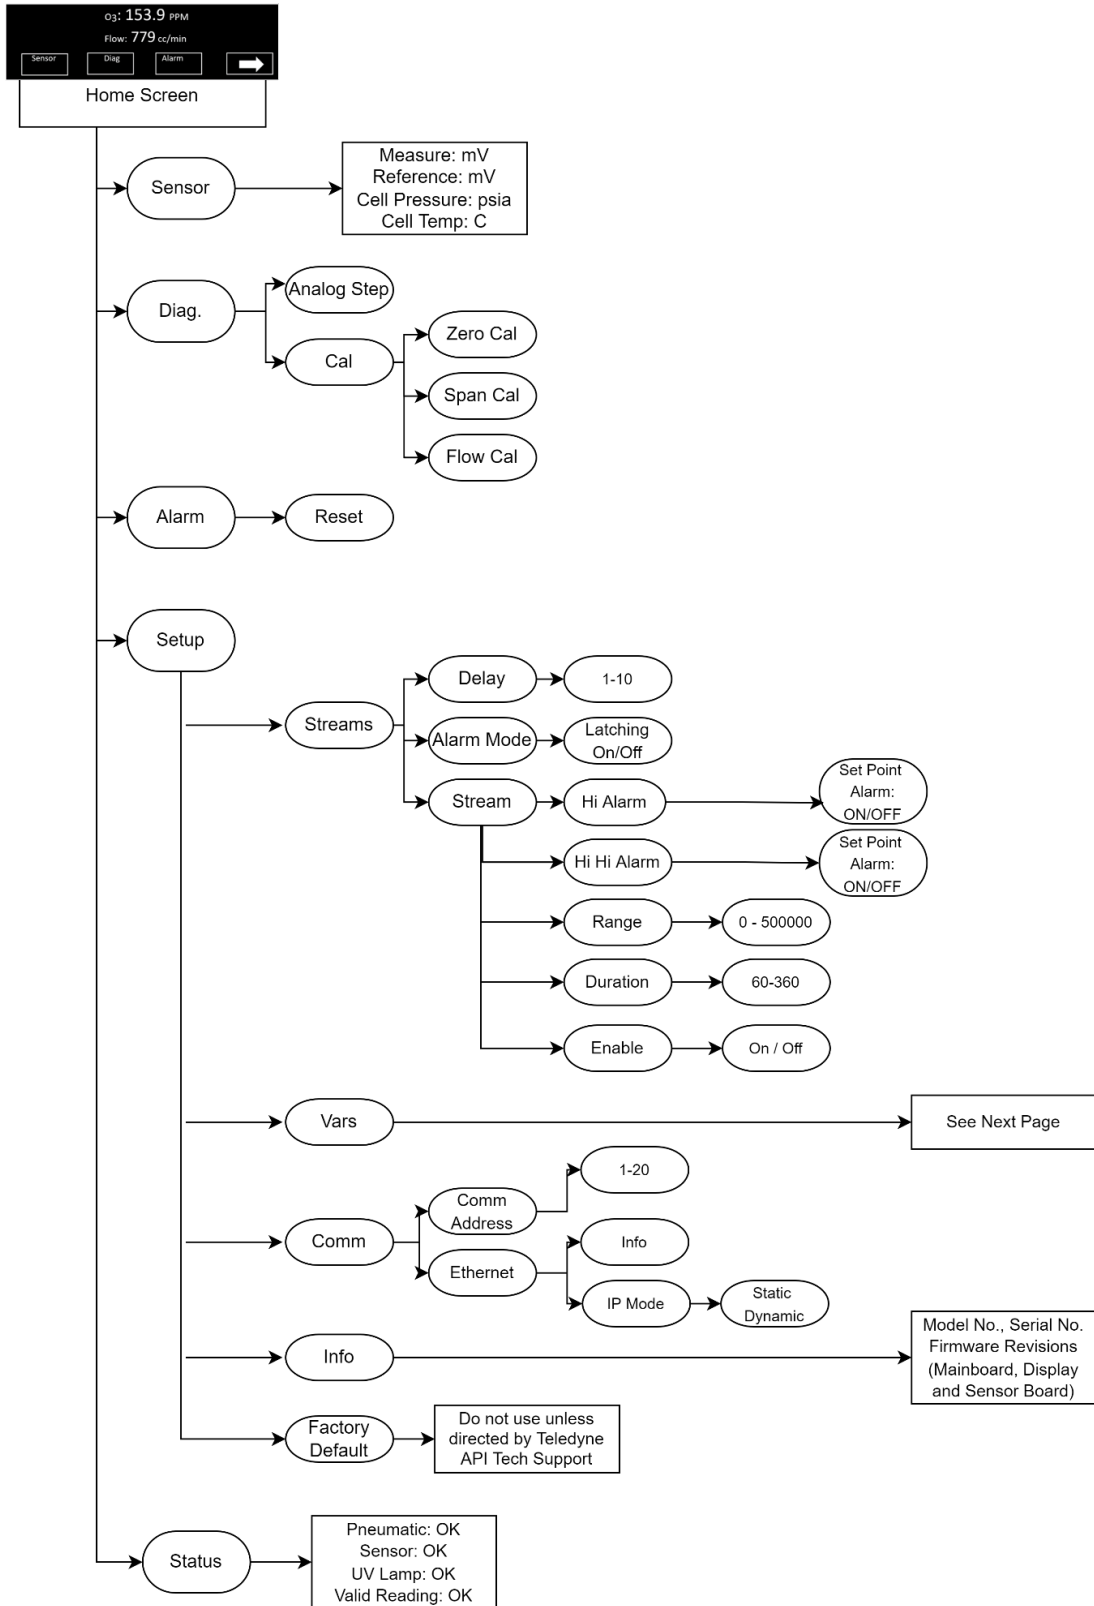 O3: 153.9 PPM
Flow: 779 cc/min
Sensor
Diag
Alarm
Home Screen
Sensor
Measure: mV
Reference: mV
Cell Pressure: psia
Cell Temp: C
Diag.
Analog Step
Cal
Zero Cal
Span Cal
Flow Cal
Alarm
Reset
Setup
Streams
Delay
1-10
Alarm Mode
Latching
On/Off
Stream
Hi Alarm
Set Point
Alarm:
ON/OFF
Hi Hi Alarm
Set Point
Alarm:
ON/OFF
Range
0 - 500000
Duration
60-360
Enable
On / Off
Vars
See Next Page
Comm
Comm
Address
1-20
Ethernet
Info
IP Mode
Static
Dynamic
Info
Model No., Serial No.
Firmware Revisions
(Mainboard, Display
and Sensor Board)
Factory
Default
Do not use unless
directed by Teledyne
API Tech Support
Status
Pneumatic: OK
Sensor: OK
UV Lamp: OK
Valid Reading: OK